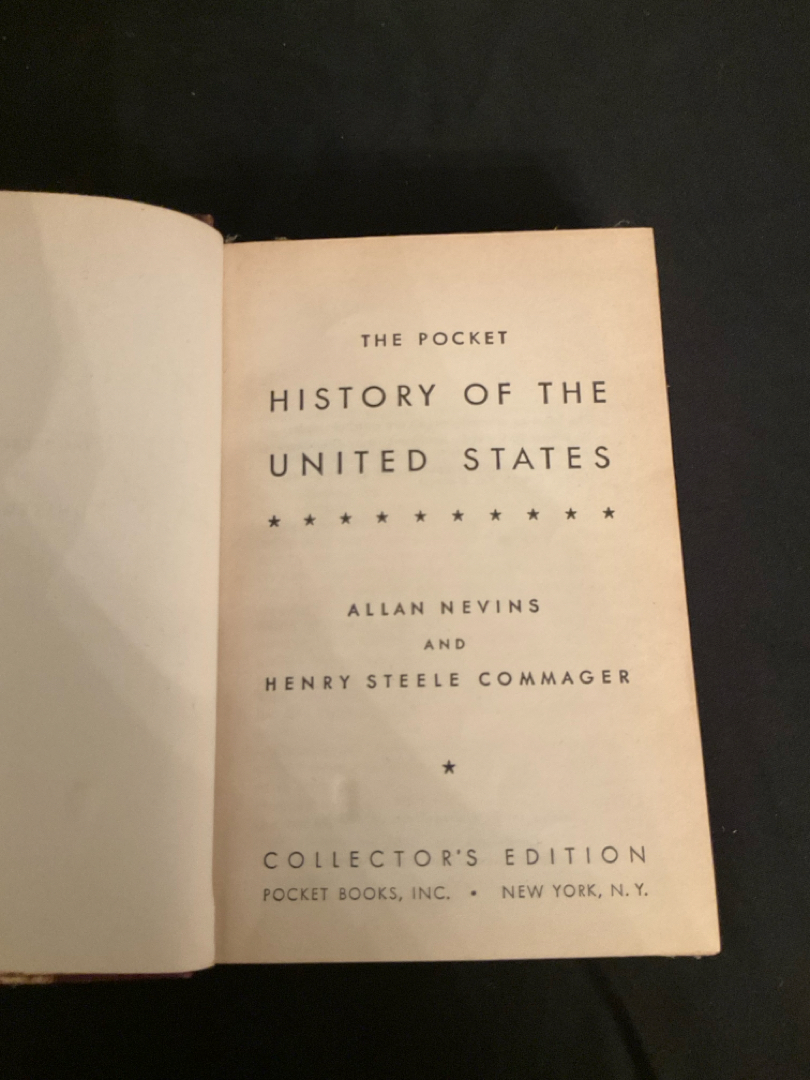 THE POCKET
HISTORY OF THE
UNITED STATES
★ ★ ★ ★ ★ ★ ★ ★ ★ ★
ALLAN NEVINS
AND
HENRY STEELE COMMAGER
★
COLLECTOR'S EDITION
POCKET BOOKS, INC. • NEW YORK, N. Y.